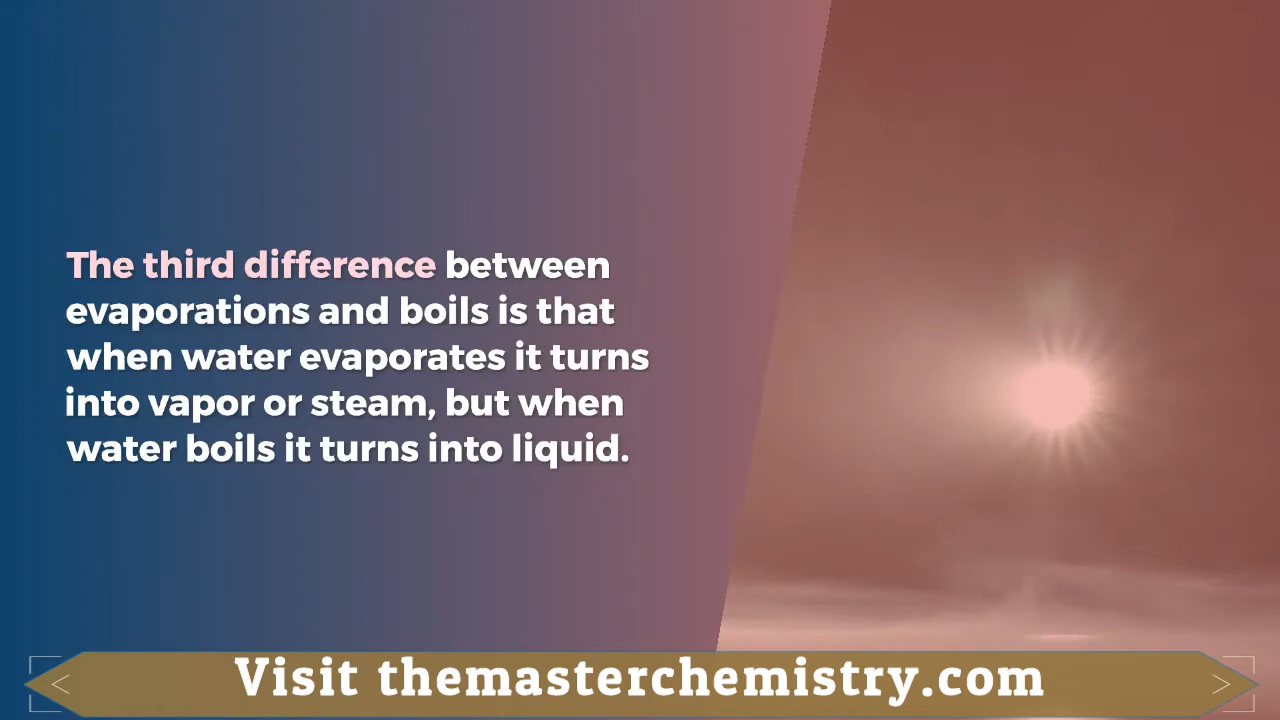 The third difference between
evaporations and boils is that
when water evaporates it turns
into vapor or steam, but when
water boils it turns into liquid.
< Visit themasterchemistry.com >